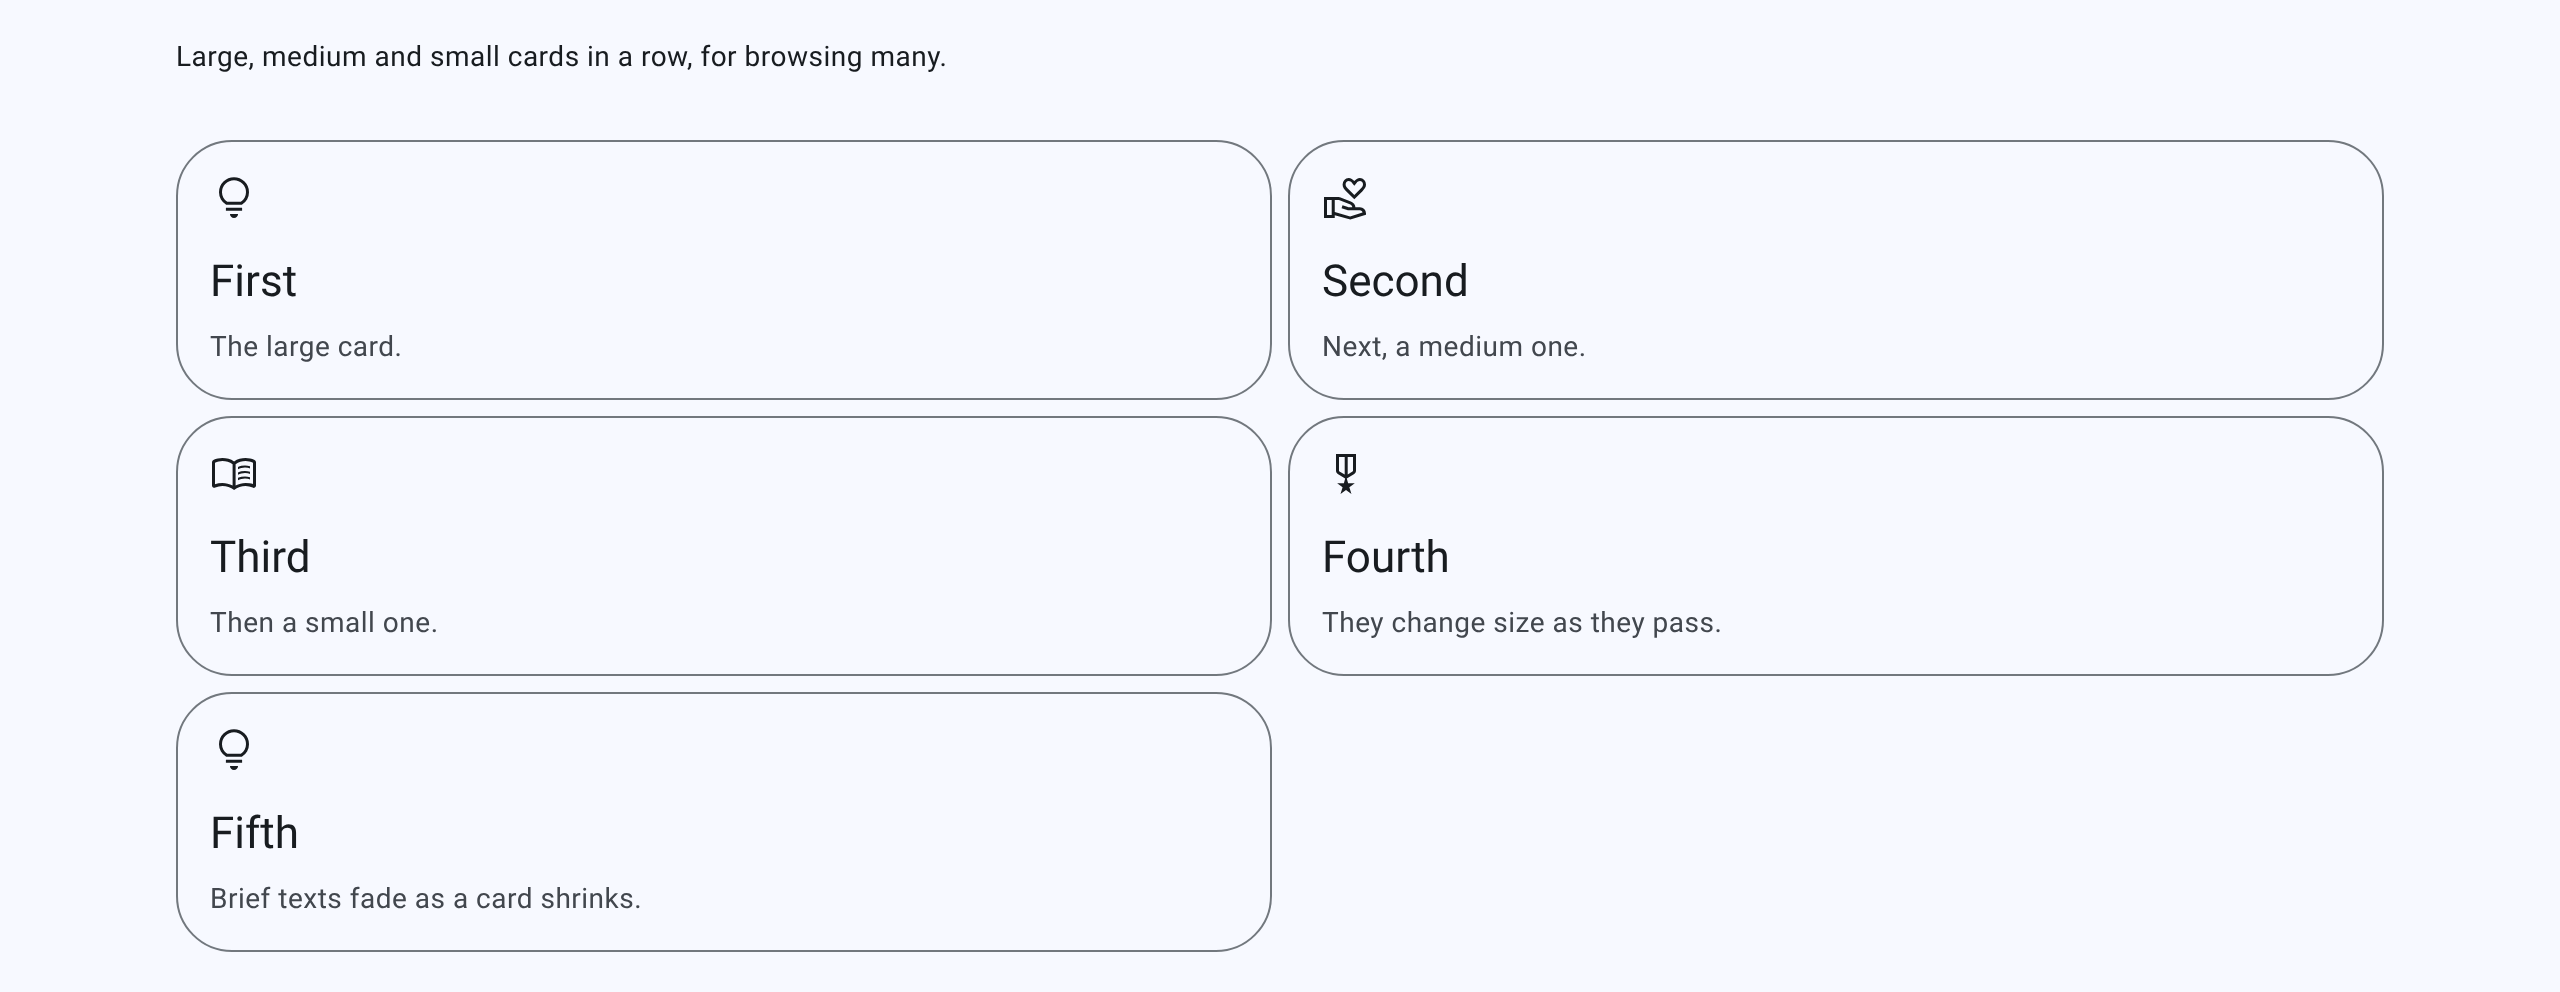 Large, medium and small cards in a row, for browsing many.
First
The large card.
Second
Next, a medium one.
Third
Then a small one.
Fourth
They change size as they pass.
Fifth
Brief texts fade as a card shrinks.